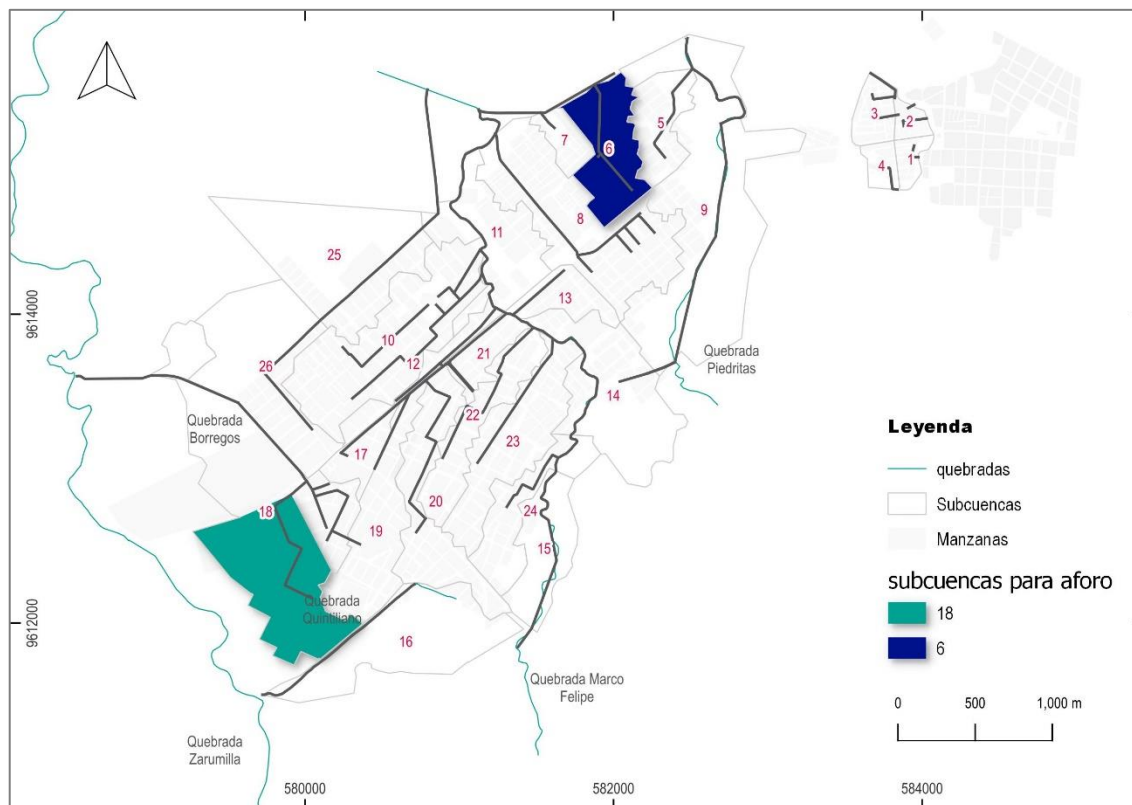 5
3
2
7
6
1
4
9
8
11
25
13
9614000
10
21
12
Quebrada
Piedritas
26
14
22
Quebrada
Borregos
Leyenda
23
17
quebradas
20
Subcuencas
18
24
19
Manzanas
15
subcuencas para aforo
Quebrada
Quintiliano
18
9612000
16
6
Quebrada Marco
Felipe
0 500 1,000 m
Quebrada
Zarumilla
580000 582000 584000